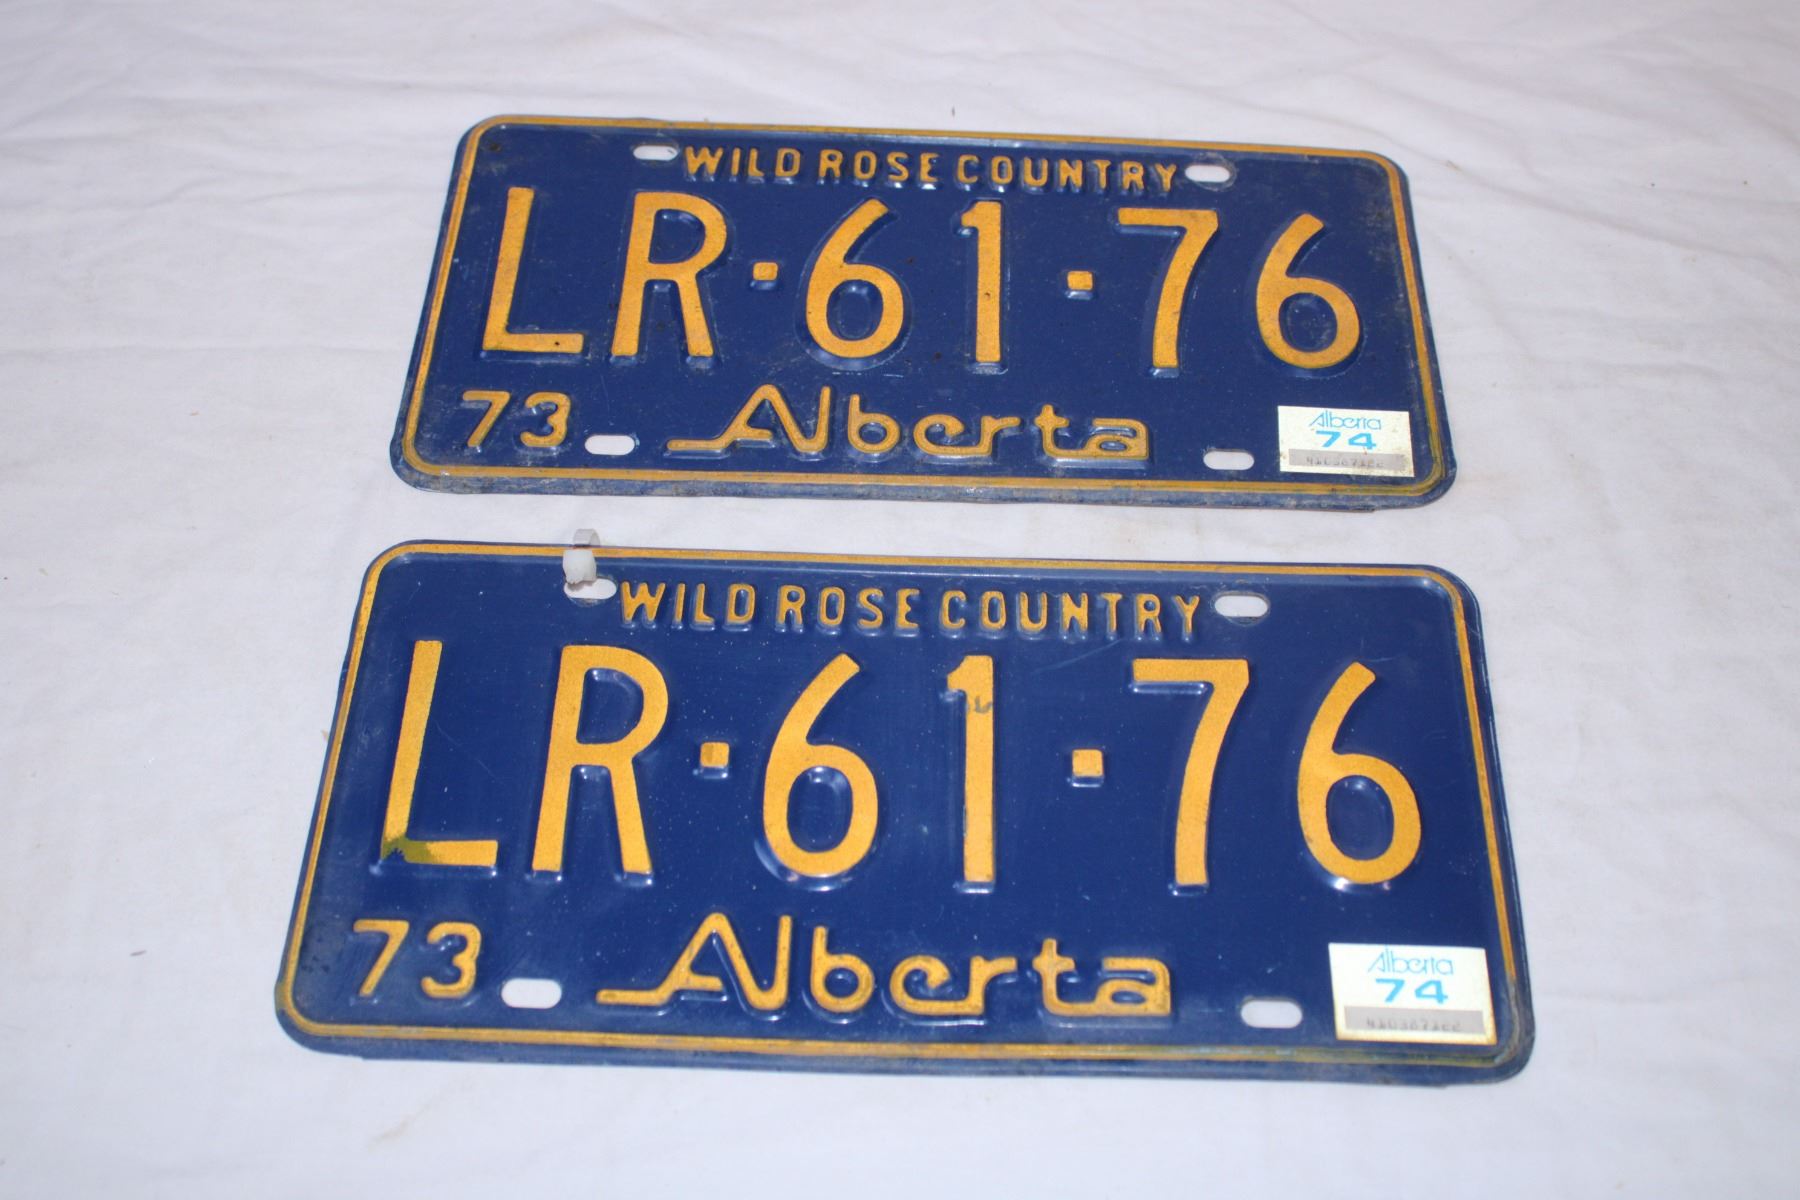 WILD ROSE COUNTRY
LR·61·76
73 Alberta
Alberta
74
WILD ROSE COUNTRY
LR·61·76
73 Alberta
Alberta
74